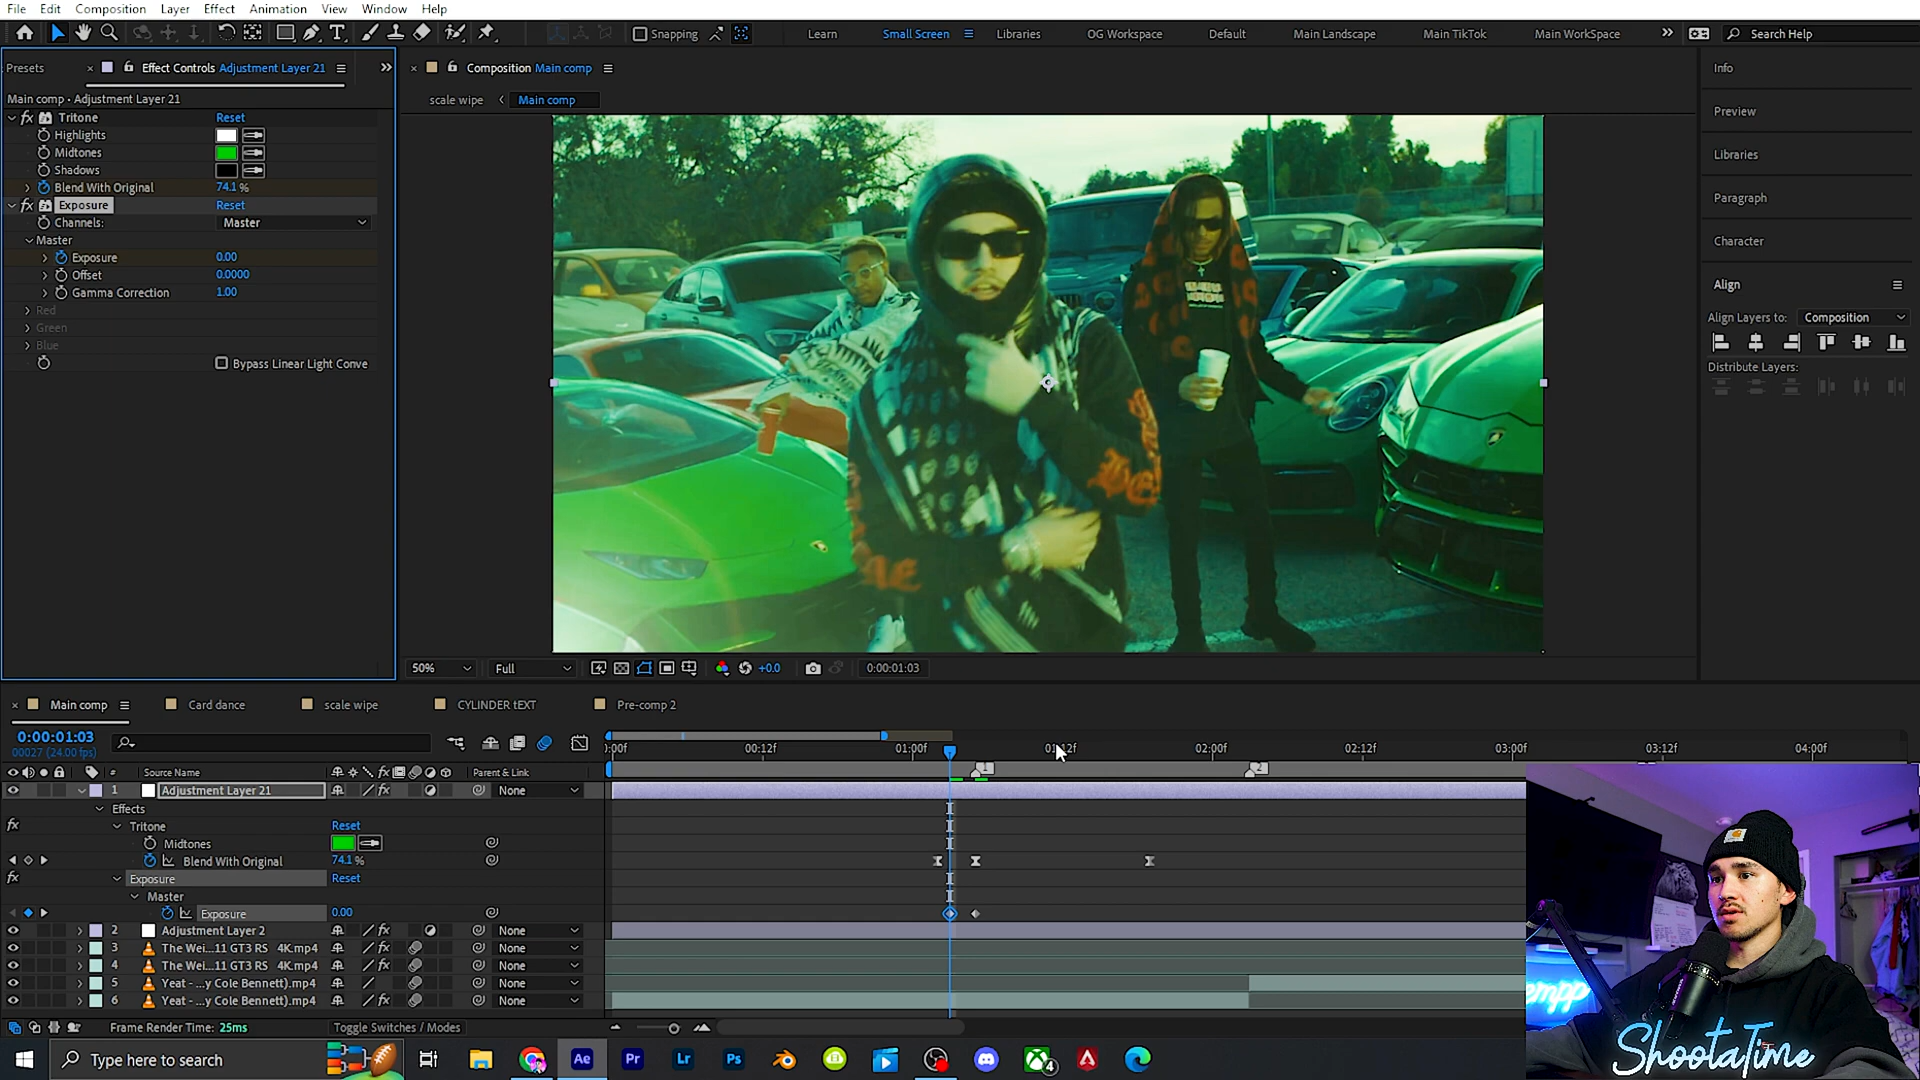 File Edit Composition Layer Effect Animation View Window Help
Snapping Learn Small Screen Libraries OG Workspace Default Main Landscape Main TikTok Main WorkSpace Search Help
Presets Effect Controls Adjustment Layer 21
Composition Main comp
Info
Main comp • Adjustment Layer 21
scale wipe Main comp
Tritone Reset
Highlights
Midtones
Shadows
Blend With Original 74.1 %
Exposure Reset
Channels: Master
Master
Exposure 0.00
Offset 0.0000
Gamma Correction 1.00
Red
Green
Blue
Bypass Linear Light Conve
Preview
Libraries
Paragraph
Character
Align
Align Layers to: Composition
Distribute Layers:
50% Full +0.0 0:00:01:03
Main comp Card dance scale wipe CYLINDER tEXT Pre-comp 2
0:00:01:03
00027 (24.00 fps)
:00f 00:12f 01:00f 01:12f 02:00f 02:12f 03:00f 03:12f 04:00f
1 2
# Source Name Parent & Link
1 Adjustment Layer 21 None
Effects
Tritone Reset
Midtones
Blend With Original 74.1 %
Exposure Reset
Master
Exposure 0.00
2 Adjustment Layer 2 None
3 The Wei...11 GT3 RS 4K.mp4 None
4 The Wei...11 GT3 RS 4K.mp4 None
5 Yeat - ...y Cole Bennett).mp4 None
6 Yeat - ...y Cole Bennett).mp4 None
Frame Render Time: 25ms Toggle Switches / Modes
Type here to search
Ae Pr Lr Ps 4
empp
ShootaTime